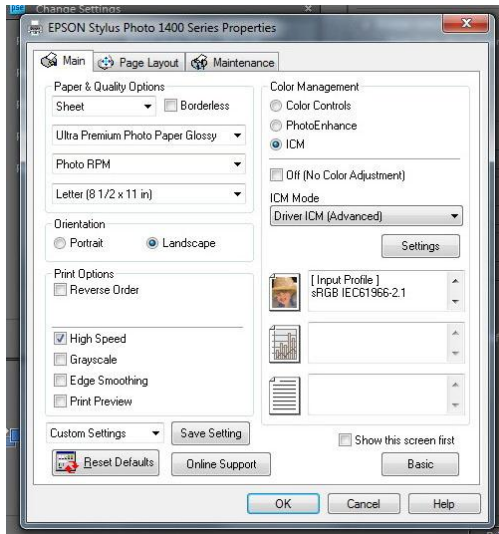 Change Settings
EPSON Stylus Photo 1400 Series Properties
Main
Page Layout
Maintenance
Paper & Quality Options
Sheet
Borderless
Ultra Premium Photo Paper Glossy
Photo RPM
Letter (8 1/2 x 11 in)
Orientation
Portrait
Landscape
Print Options
Reverse Order
High Speed
Grayscale
Edge Smoothing
Print Preview
Custom Settings
Save Setting
Reset Defaults
Online Support
Color Management
Color Controls
PhotoEnhance
ICM
Off (No Color Adjustment)
ICM Mode
Driver ICM (Advanced)
Settings
[ Input Profile ]
sRGB IEC61966-2.1
Show this screen first
Basic
OK
Cancel
Help